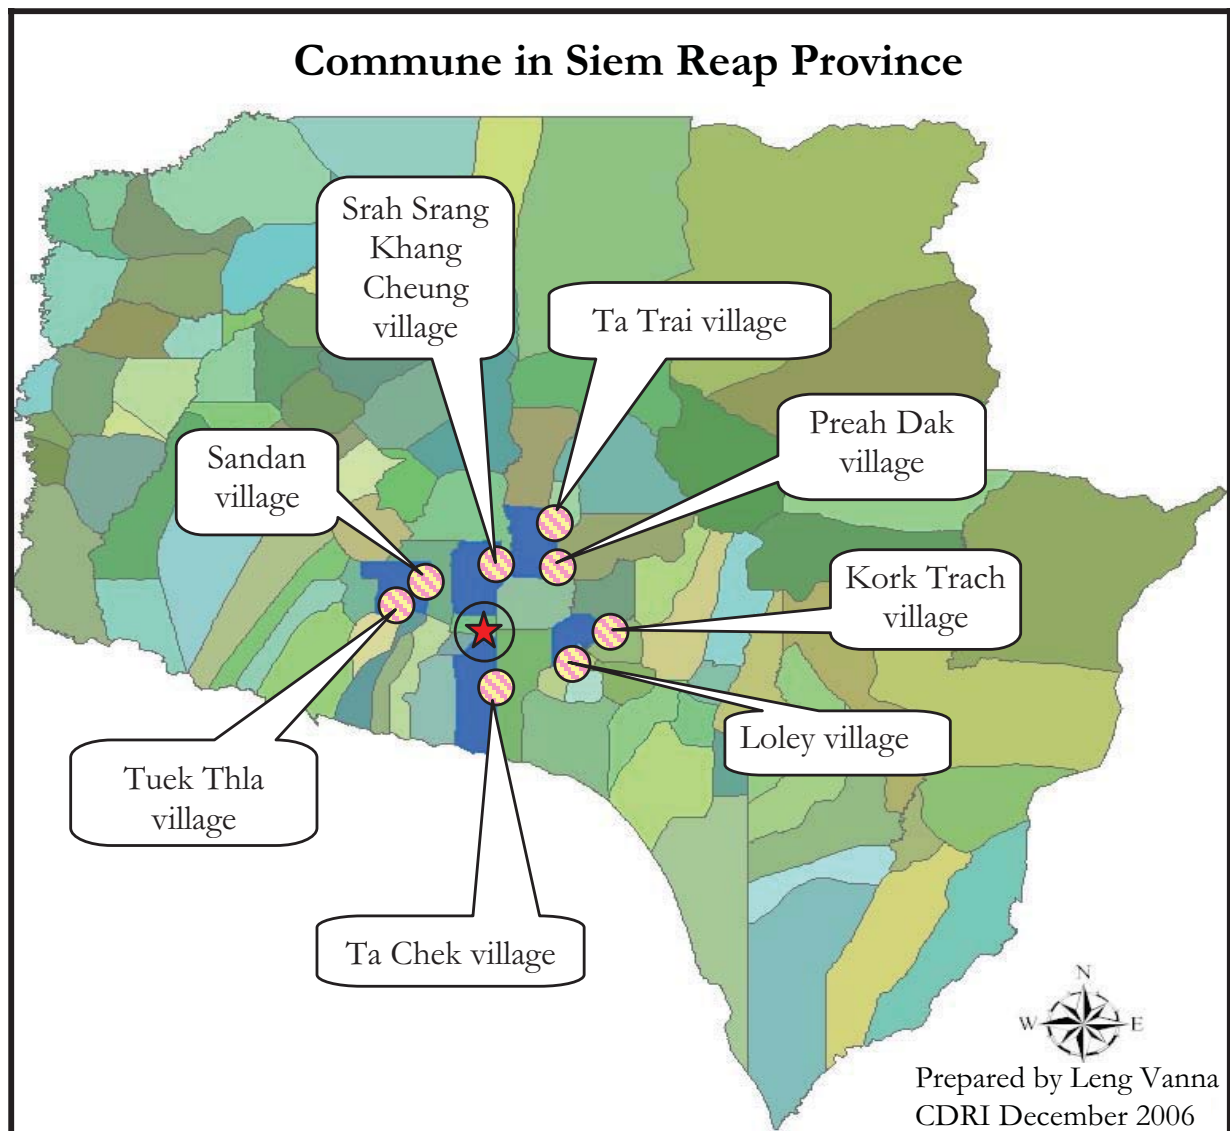 Commune in Siem Reap Province
Srah Srang
Khang
Cheung
village
Ta Trai village
Preah Dak
village
Sandan
village
Kork Trach
village
Loley village
Tuek Thla
village
Ta Chek village
N
W
E
Prepared by Leng Vanna
CDRI December 2006